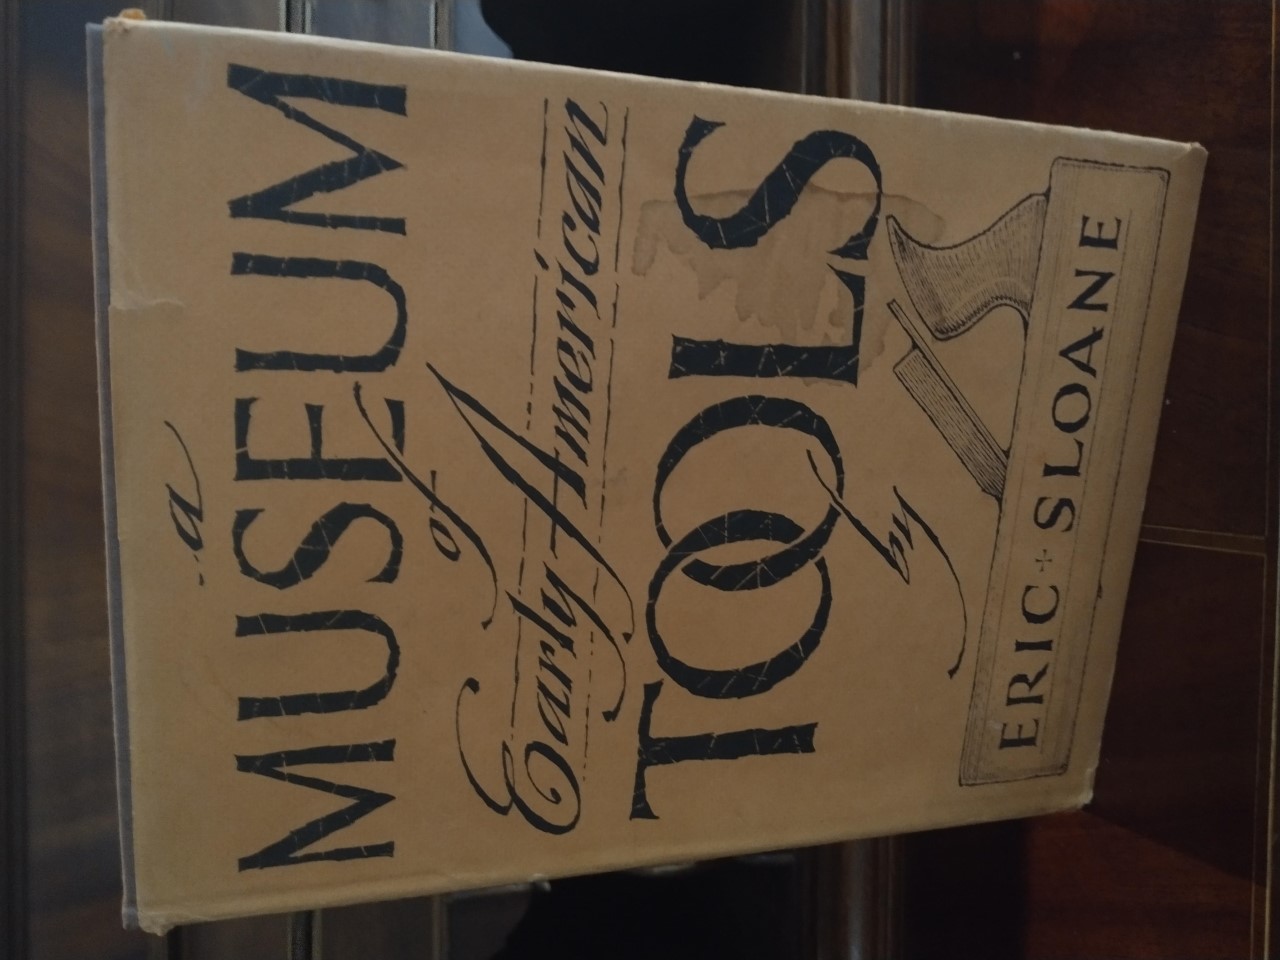 a
MUSEUM
of
Early American
TOOLS
by
ERIC + SLOANE